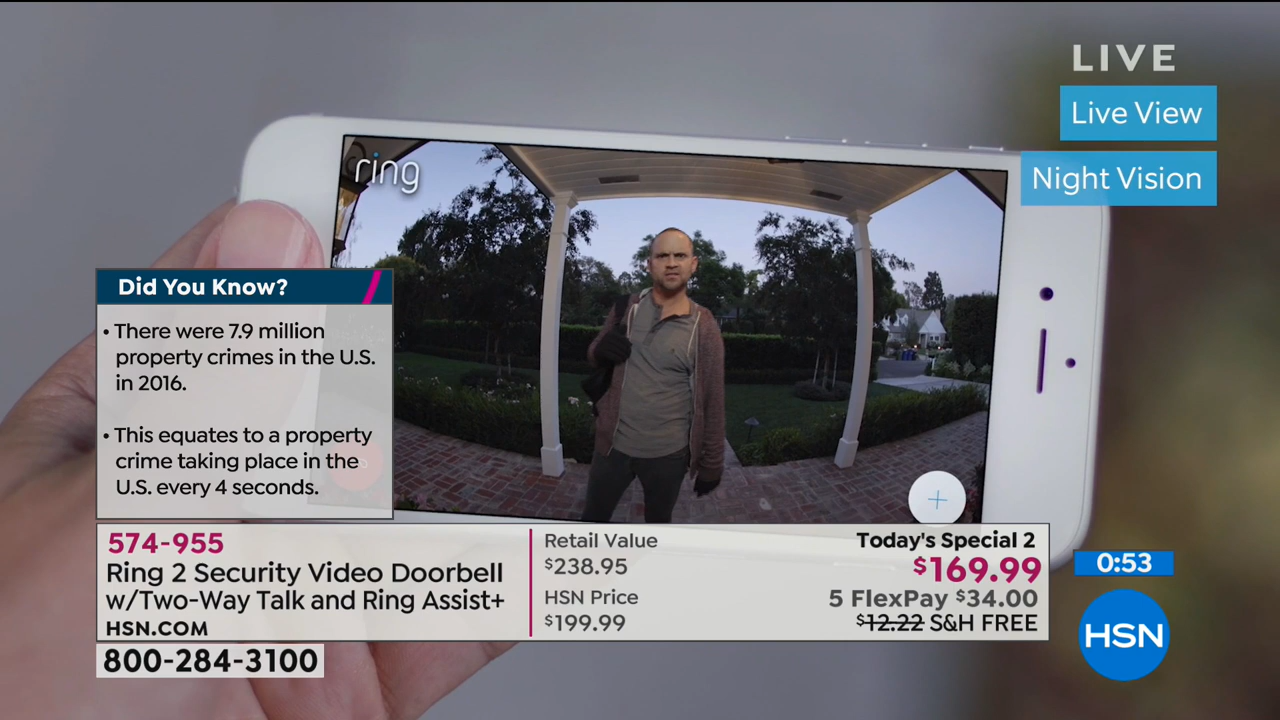 LIVE
Live View
Night Vision
ring
Did You Know?
• There were 7.9 million
property crimes in the U.S.
in 2016.
• This equates to a property
crime taking place in the
U.S. every 4 seconds.
574-955
Ring 2 Security Video Doorbell
w/Two-Way Talk and Ring Assist+
HSN.COM
800-284-3100
Retail Value
$238.95
HSN Price
$199.99
Today's Special 2
$169.99
5 FlexPay $34.00
$12.22 S&H FREE
0:53
HSN